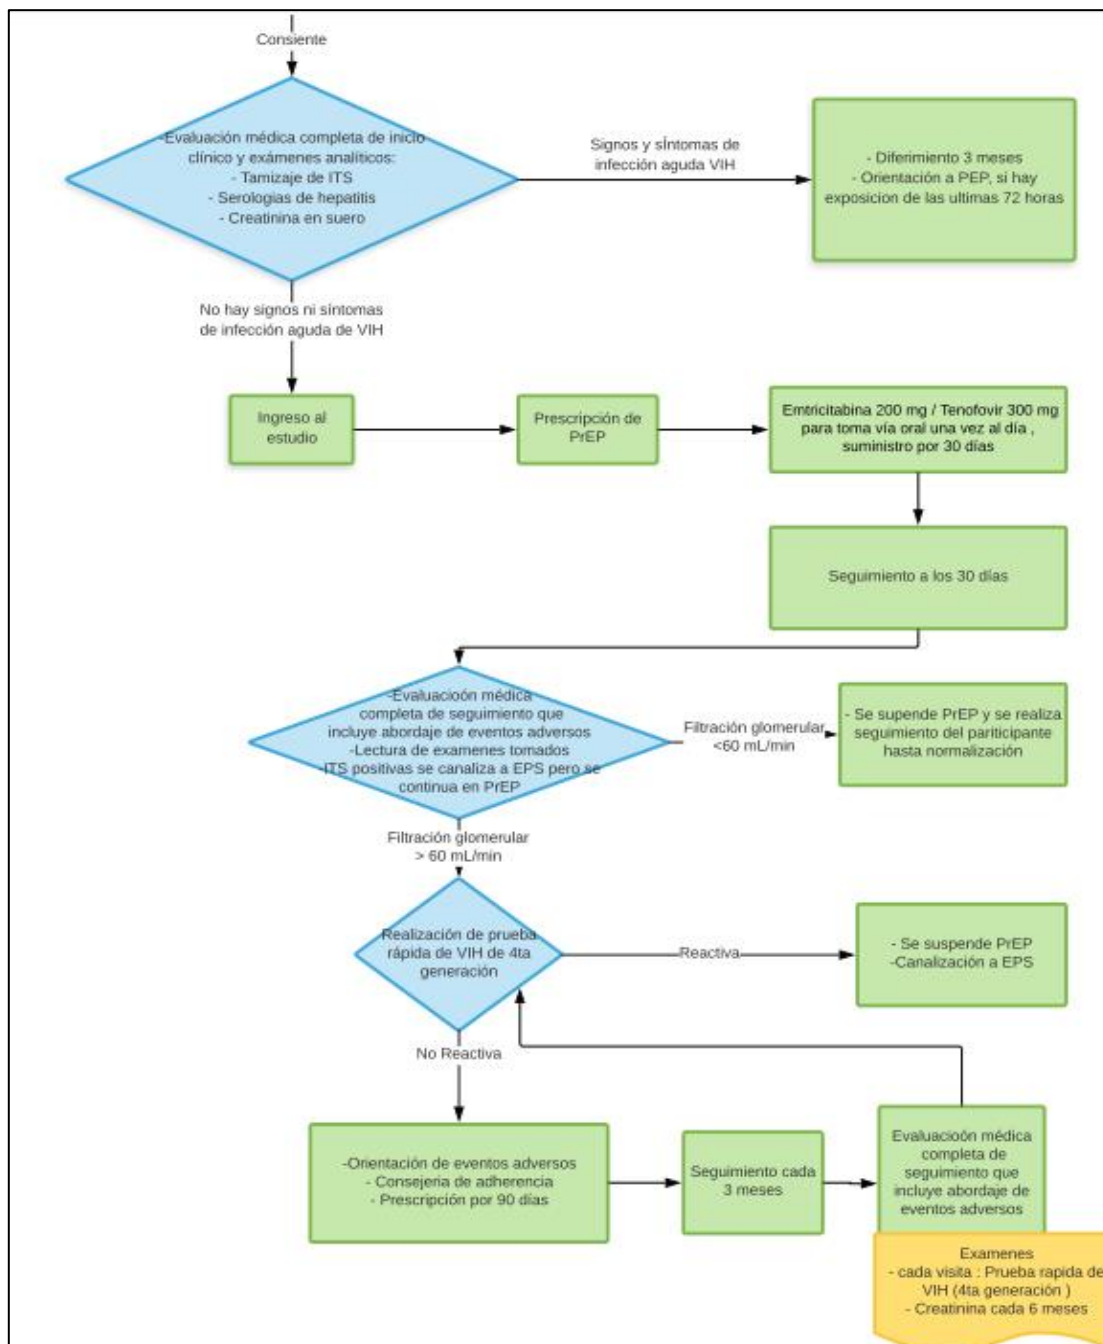 Consiente
-Evaluación médica completa de inicio
clínico y exámenes analíticos:
- Tamizaje de ITS
- Serologias de hepatitis
- Creatinina en suero
Signos y síntomas de
infección aguda VIH
- Diferimiento 3 meses
- Orientación a PEP, si hay
exposicion de las ultimas 72 horas
No hay signos ni síntomas
de infección aguda de VIH
Ingreso al
estudio
Prescripción de
PrEP
Emtricitabina 200 mg / Tenofovir 300 mg
para toma vía oral una vez al día ,
suministro por 30 días
Seguimiento a los 30 días
-Evaluacioón médica
completa de seguimiento que
incluye abordaje de eventos adversos
-Lectura de examenes tomados
-ITS positivas se canaliza a EPS pero se
continua en PrEP
Filtración glomerular
<60 mL/min
- Se supende PrEP y se realiza
seguimiento del pariticipante
hasta normalización
Filtración glomerular
> 60 mL/min
Realización de prueba
rápida de VIH de 4ta
generación
Reactiva
- Se suspende PrEP
-Canalización a EPS
No Reactiva
-Orientación de eventos adversos
- Consejeria de adherencia
- Prescripción por 90 días
Seguimiento cada
3 meses
Evaluacioón médica
completa de
seguimiento que
incluye abordaje de
eventos adversos
Examenes
- cada visita : Prueba rapida de
VIH (4ta generación )
- Creatinina cada 6 meses